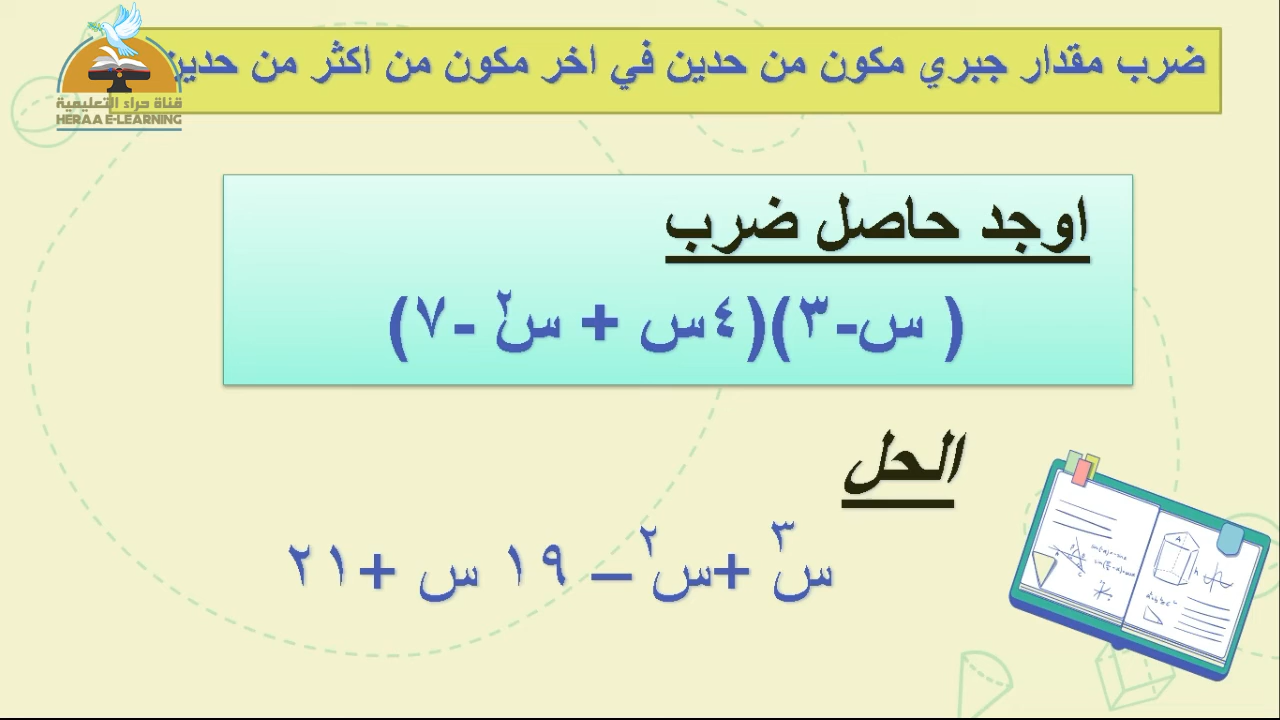 ضرب مقدار جبري مكون من حدين في اخر مكون من اكثر من حدين
قناة حراء التعليمية
HERAA E-LEARNING
اوجد حاصل ضرب
( س-٣)(٤س + س٢ -٧)
الحل
س٣ +س٢ – ١٩ س +٢١